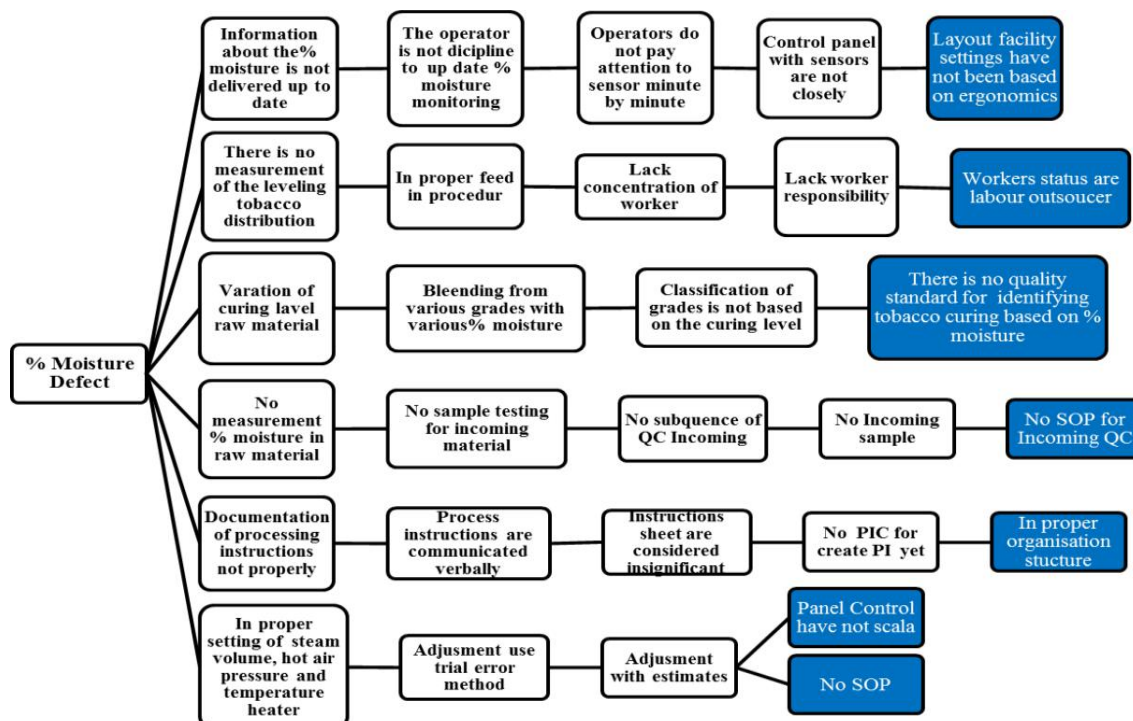 Information
about the%
moisture is not
delivered up to
date
The operator
is not dicipline
to up date %
moisture
monitoring
Operators do
not pay
attention to
sensor minute
by minute
Control panel
with sensors
are not
closely
Layout facility
settings have
not been based
on ergonomics
There is no
measurement
of the leveling
tobacco
distribution
In proper feed
in procedur
Lack
concentration of
worker
Lack worker
responsibility
Workers status are
labour outsoucer
Varation of
curing lavel
raw material
Bleending from
various grades with
various% moisture
Classification of
grades is not based
on the curing level
There is no quality
standard for identifying
tobacco curing based on %
moisture
% Moisture
Defect
No
measurement
% moisture in
raw material
No sample testing
for incoming
material
No subquence of
QC Incoming
No Incoming
sample
No SOP for
Incoming QC
Documentation
of processing
instructions
not properly
Process
instructions are
communicated
verbally
Instructions
sheet are
considered
insignificant
No PIC for
create PI yet
In proper
organisation
stucture
In proper
setting of steam
volume, hot air
pressure and
temperature
heater
Adjusment use
trial error
method
Adjusment
with estimates
Panel Control
have not scala
No SOP